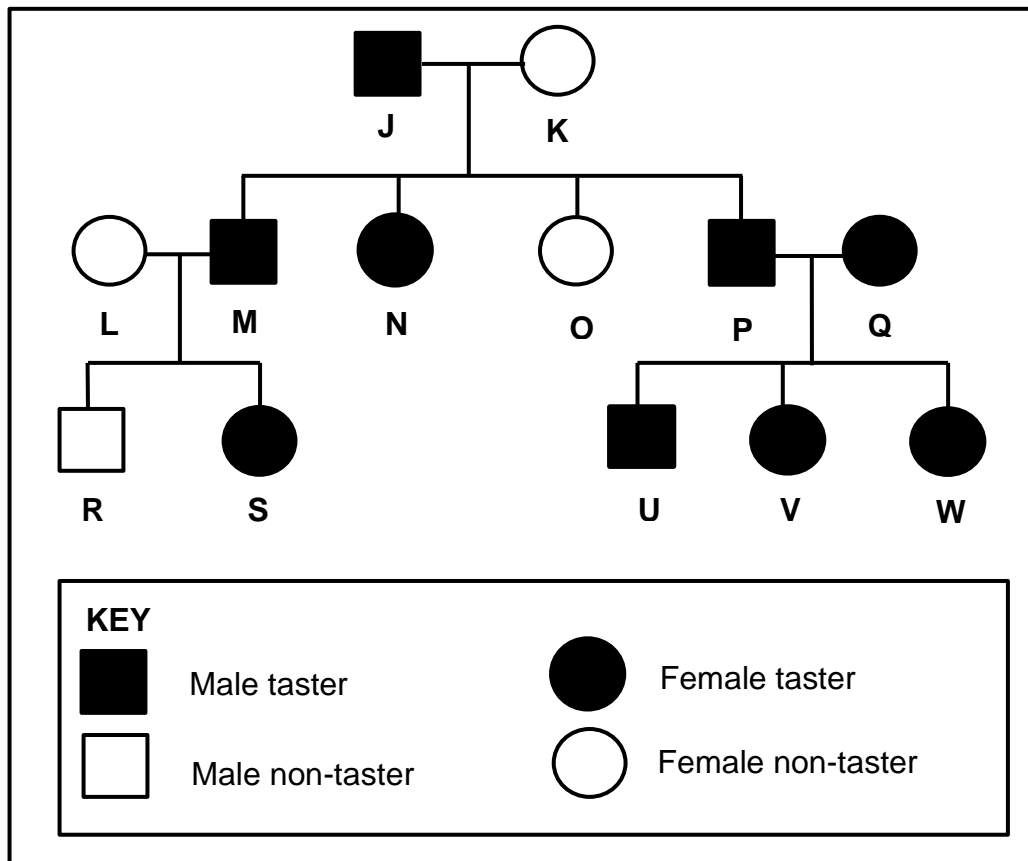 J K
L M N O P Q
R S U V W
KEY
Male taster Female taster
Male non-taster Female non-taster